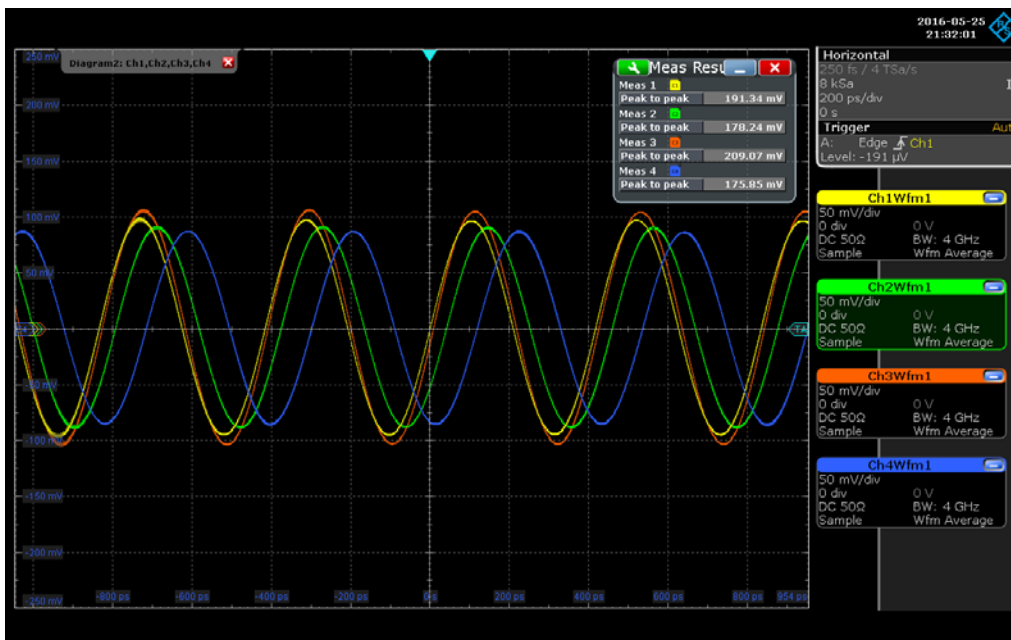 2016-05-25
21:32:01
Diagram2: Ch1,Ch2,Ch3,Ch4
250 mV
200 mV
150 mV
100 mV
50 mV
-50 mV
-100 mV
-150 mV
-200 mV
-250 mV
-800 ps
-600 ps
-400 ps
-200 ps
0 s
200 ps
400 ps
600 ps
800 ps
954 ps
TA
Meas Resu
Meas 1
Peak to peak 191.34 mV
Meas 2
Peak to peak 178.24 mV
Meas 3
Peak to peak 209.07 mV
Meas 4
Peak to peak 175.85 mV
Horizontal
250 fs / 4 TSa/s
8 kSa
200 ps/div
0 s
Trigger Aut
A: Edge Ch1
Level: -191 µV
Ch1Wfm1
50 mV/div
0 div 0 V
DC 50Ω BW: 4 GHz
Sample Wfm Average
Ch2Wfm1
50 mV/div
0 div 0 V
DC 50Ω BW: 4 GHz
Sample Wfm Average
Ch3Wfm1
50 mV/div
0 div 0 V
DC 50Ω BW: 4 GHz
Sample Wfm Average
Ch4Wfm1
50 mV/div
0 div 0 V
DC 50Ω BW: 4 GHz
Sample Wfm Average